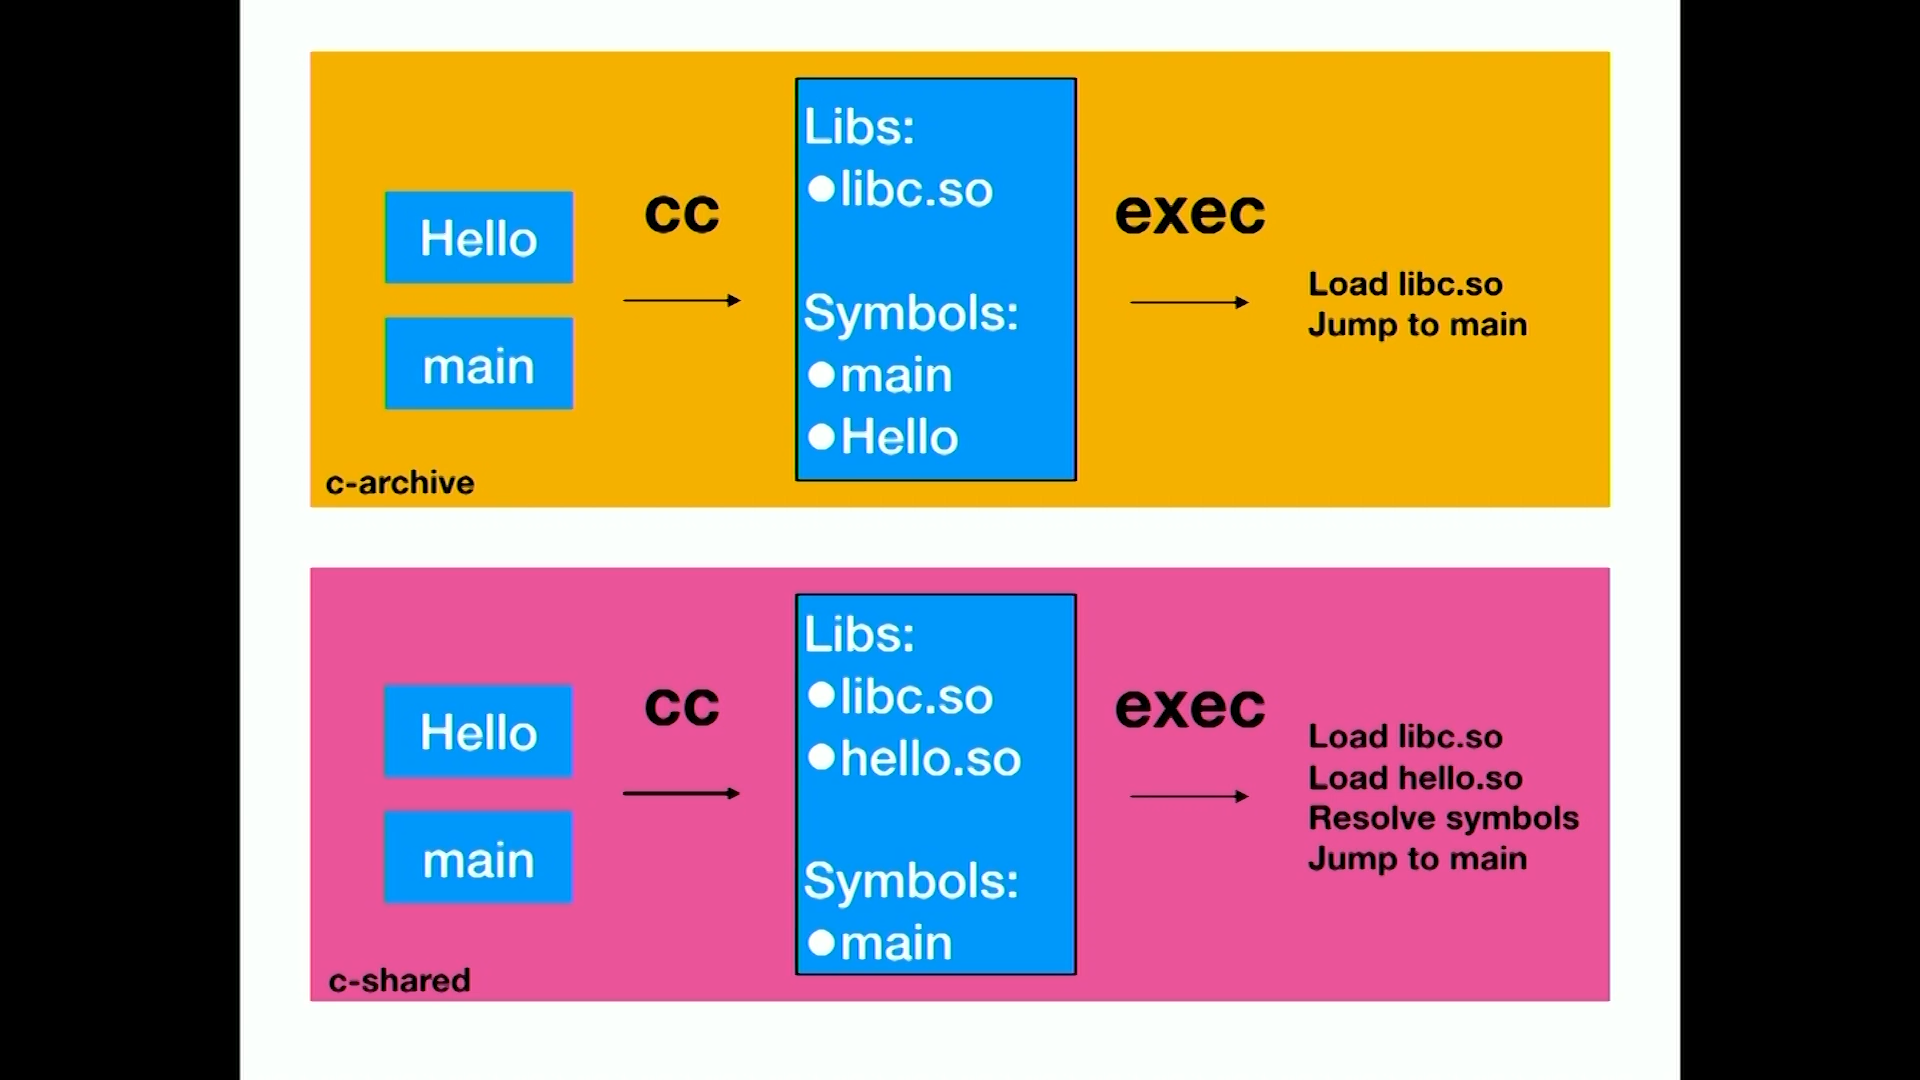 Hello
main
cc
Libs:
●libc.so
Symbols:
●main
●Hello
exec
Load libc.so
Jump to main
c-archive
Hello
main
cc
Libs:
●libc.so
●hello.so
Symbols:
●main
exec
Load libc.so
Load hello.so
Resolve symbols
Jump to main
c-shared